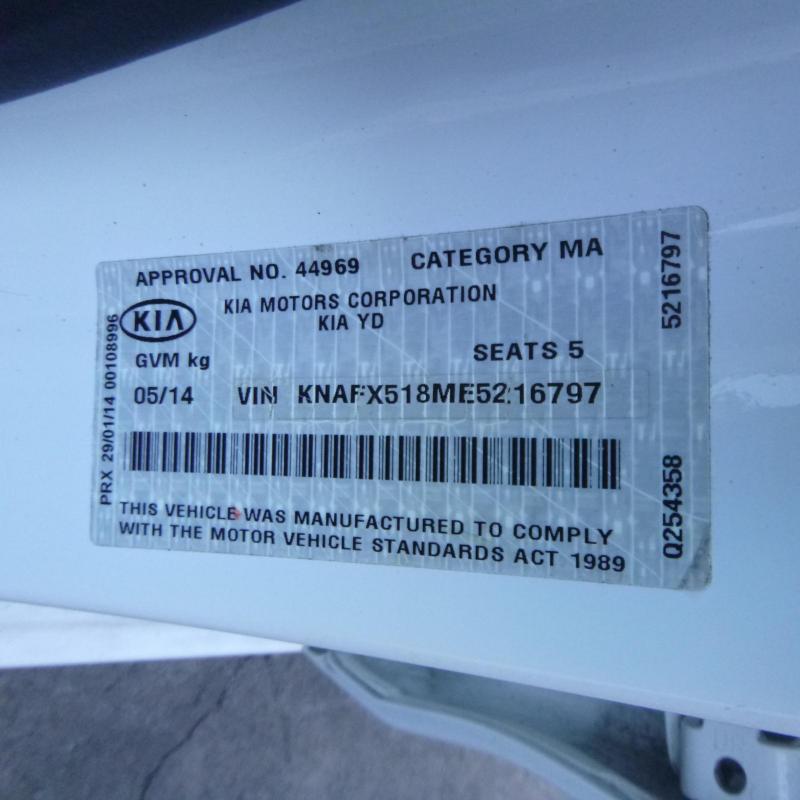 APPROVAL NO. 44969 CATEGORY MA
KIA KIA MOTORS CORPORATION
KIA YD
GVM kg SEATS 5
05/14 VIN KNAFX518ME5216797
THIS VEHICLE WAS MANUFACTURED TO COMPLY
WITH THE MOTOR VEHICLE STANDARDS ACT 1989
PRX 29/01/14 00108996
5216797
Q254358